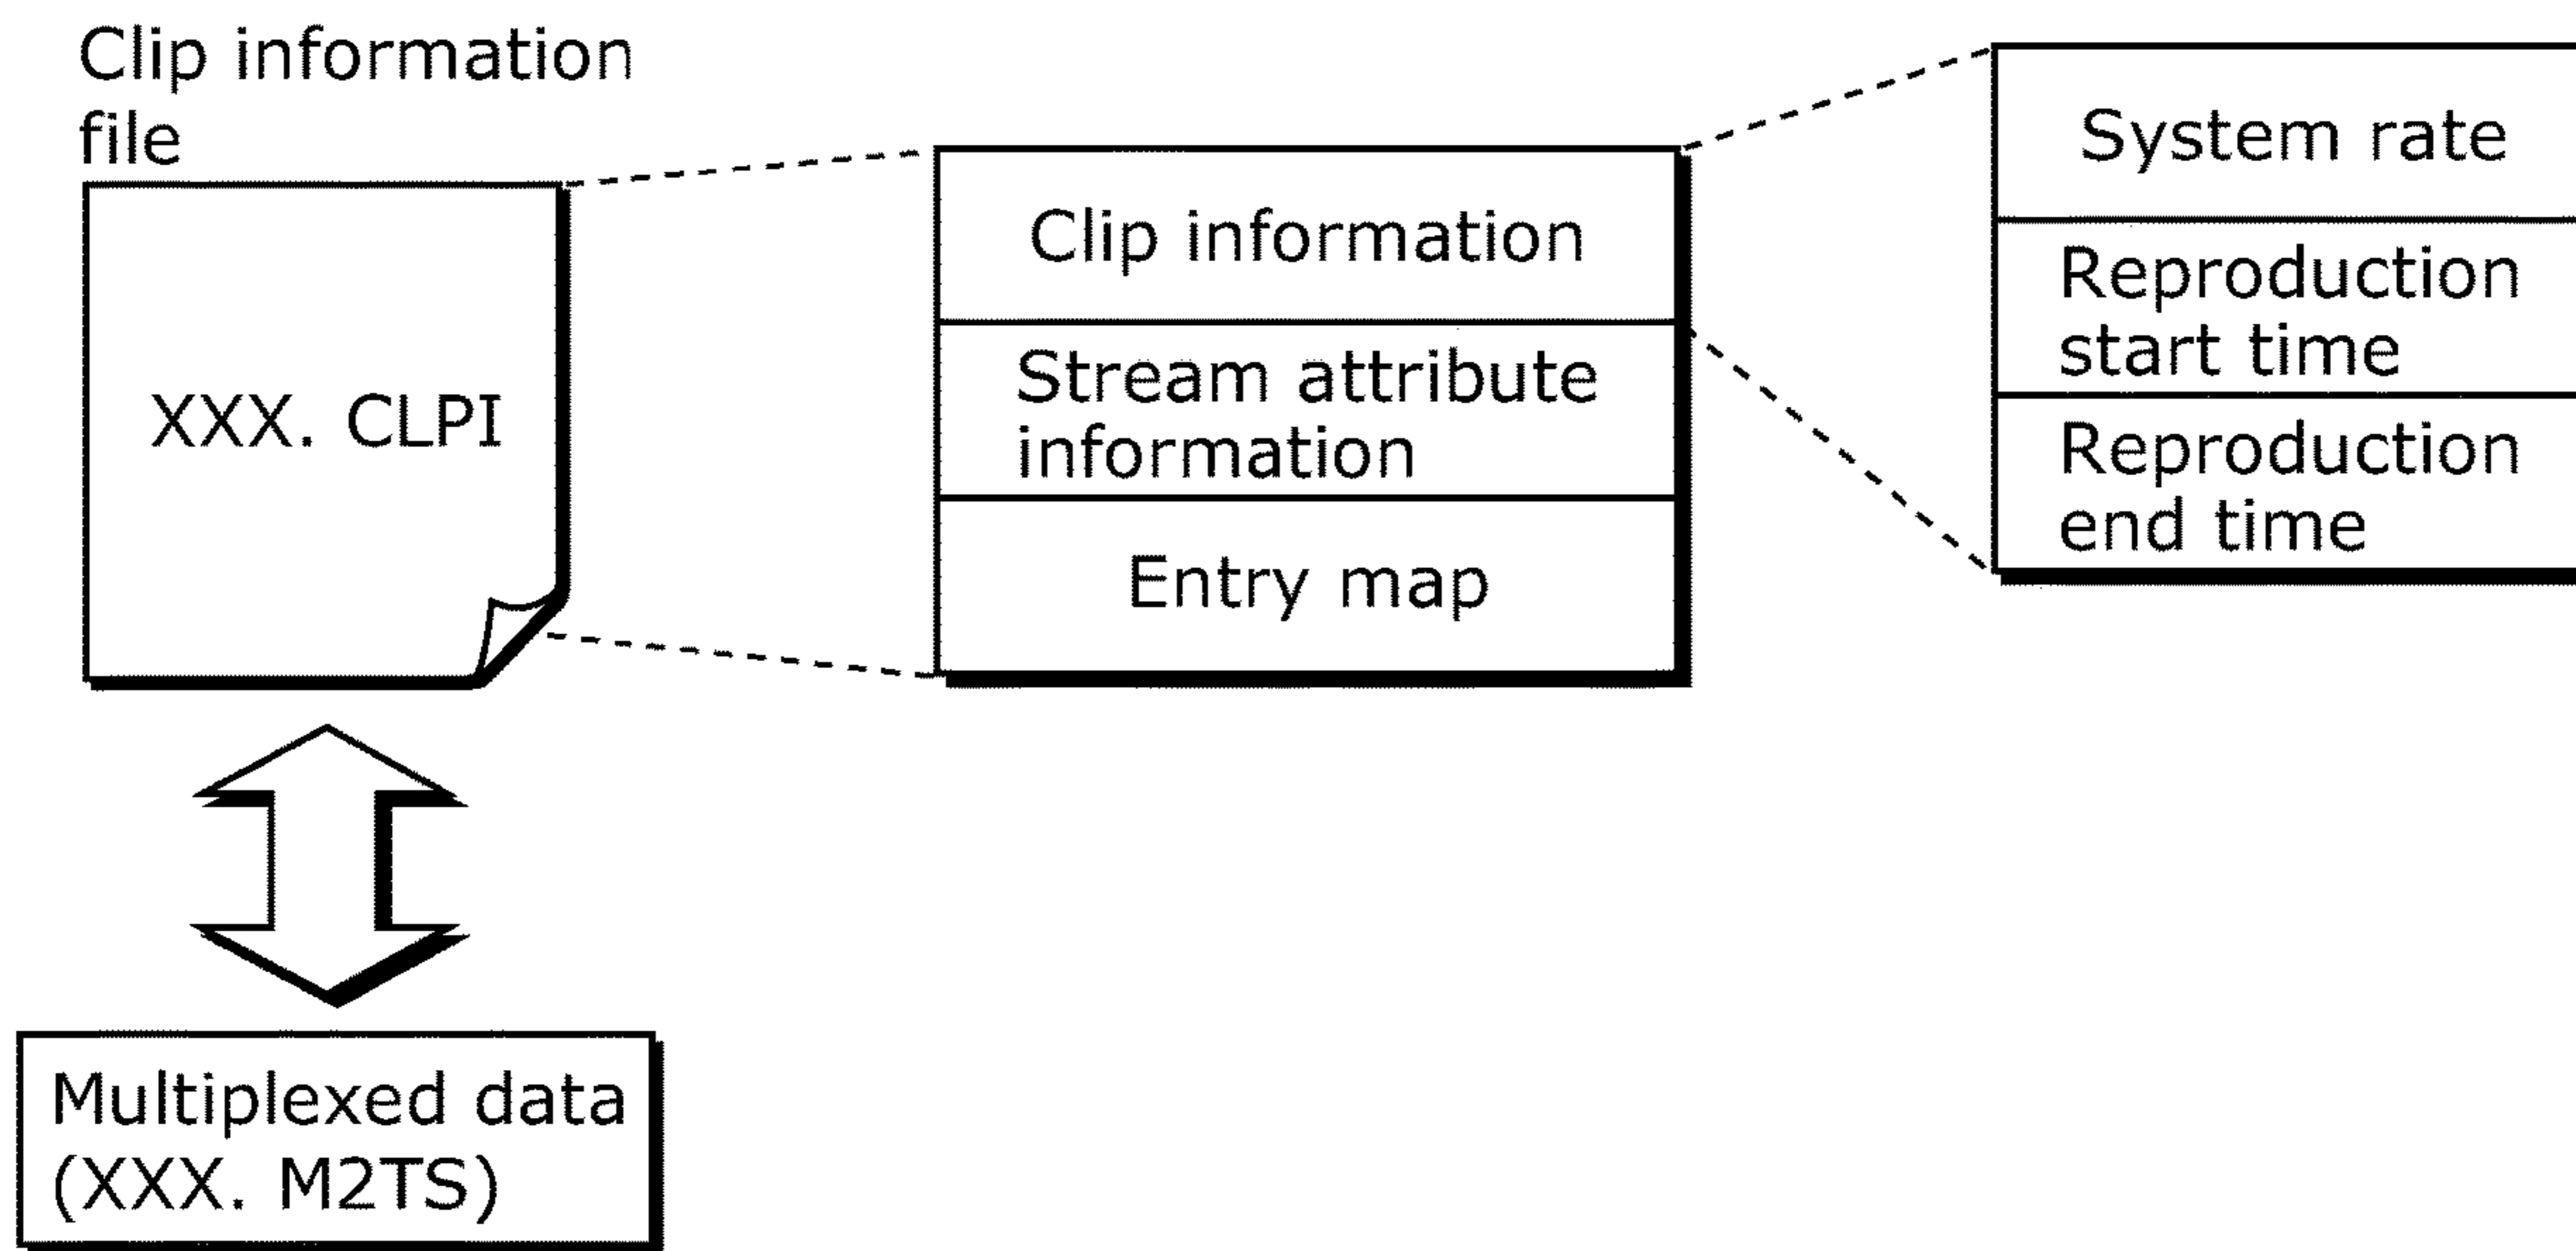 Clip information
file
XXX. CLPI
Clip information
Stream attribute
information
Entry map
System rate
Reproduction
start time
Reproduction
end time
Multiplexed data
(XXX. M2TS)